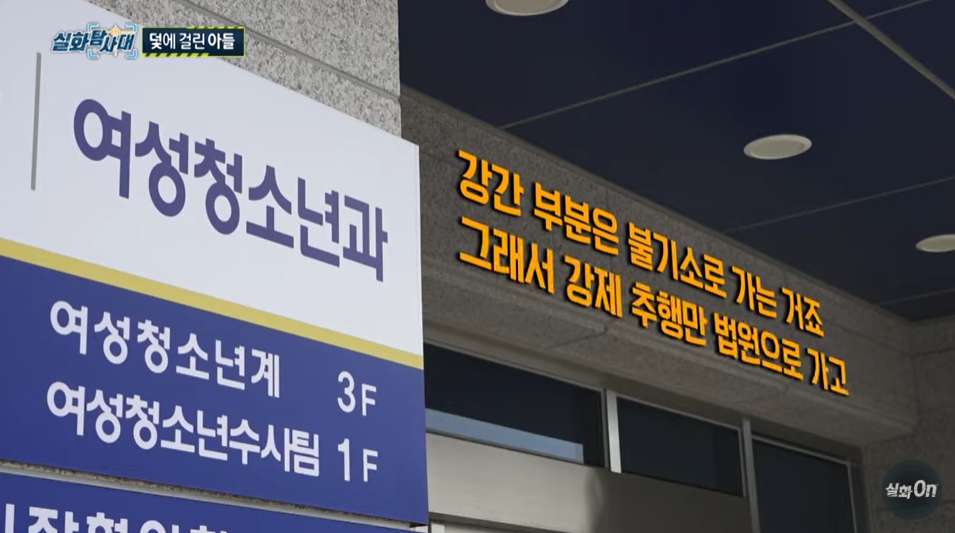 실화탐사대 덫에 걸린 아들
여성청소년과
강간 부분은 불기소로 가는 거죠
그래서 강제 추행만 법원으로 가고
여성청소년계 3F
여성청소년수사팀 1F
실화On